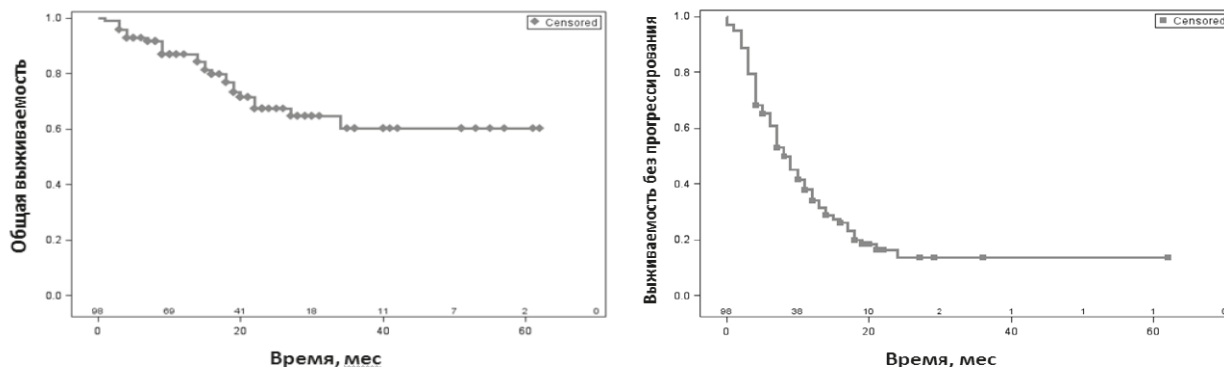 Общая выживаемость
1.0
0.8
0.6
0.4
0.2
0.0
Censored
98 69 41 18 11 7 2 0
0 20 40 60
Время, мес
Выживаемость без прогрессирования
1.0
0.8
0.6
0.4
0.2
0.0
Censored
98 38 10 2 1 1 1 0
0 20 40 60
Время, мес